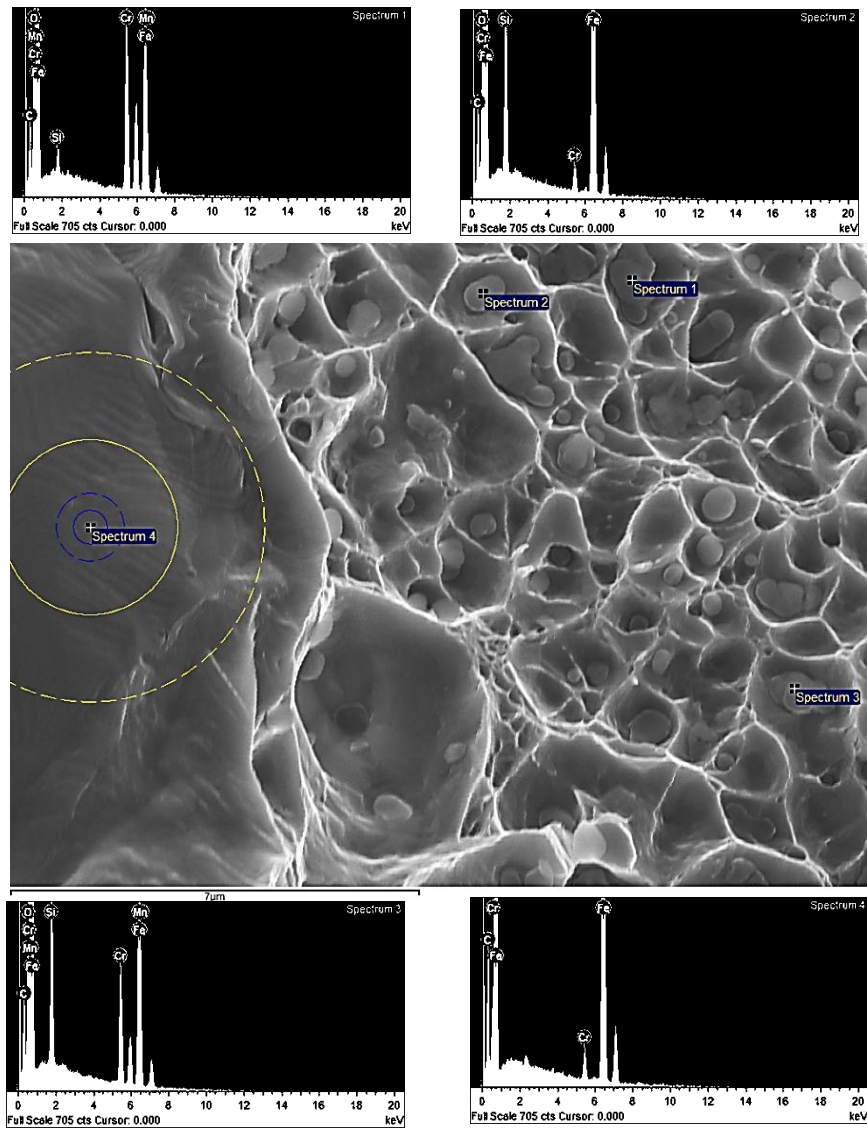 Spectrum 1
O Cr Mn
Mn Fe
Cr
Fe
C
Si
0 2 4 6 8 10 12 14 16 18 20
Full Scale 705 cts Cursor: 0.000 keV
Spectrum 2
O Si Fe
Cr
Fe
C
Cr
2 4 6 8 10 12 14 16 18 20
Full Scale 705 cts Cursor: 0.000 keV
Spectrum 2
Spectrum 1
Spectrum 4
Spectrum 3
7µm
Spectrum 3
O Si Mn
Cr Fe
Mn Cr
Fe
C
0 2 4 6 8 10 12 14 16 18 20
Full Scale 705 cts Cursor: 0.000 keV
Spectrum 4
Cr Fe
C
Fe
Cr
0 2 4 6 8 10 12 14 16 18 20
Full Scale 705 cts Cursor: 0.000 keV